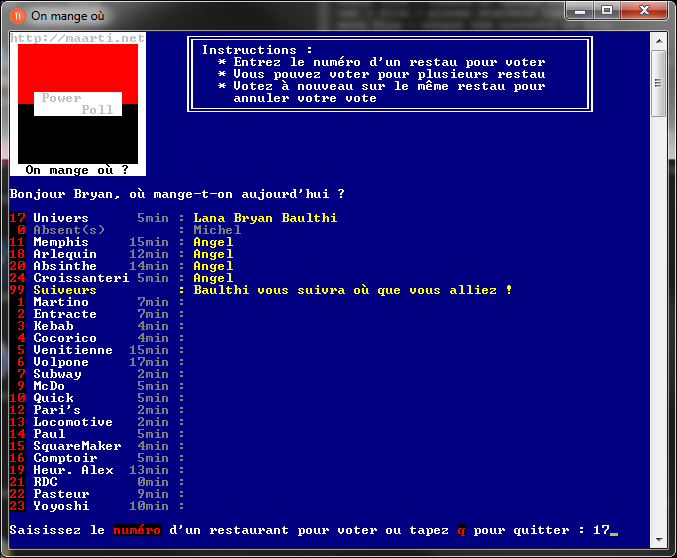 On mange où
http://maarti.net
Power
Poll
On mange où ?
Instructions :
* Entrez le numéro d'un restau pour voter
* Vous pouvez voter pour plusieurs restau
* Votez à nouveau sur le même restau pour
annuler votre vote
Bonjour Bryan, où mange-t-on aujourd'hui ?
17 Univers 5min : Lana Bryan Baulthi
0 Absent(s) : Michel
11 Memphis 15min : Angel
18 Arlequin 12min : Angel
20 Absinthe 14min : Angel
24 Croissanteri 5min : Angel
99 Suiveurs : Baulthi vous suivra où que vous alliez !
1 Martino 7min :
2 Entracte 7min :
3 Kebab 4min :
4 Cocorico 4min :
5 Venitienne 15min :
6 Volpone 17min :
7 Subway 2min :
9 McDo 5min :
10 Quick 5min :
12 Pari's 2min :
13 Locomotive 2min :
14 Paul 5min :
15 SquareMaker 4min :
16 Comptoir 5min :
19 Heur. Alex 13min :
21 RDC 0min :
22 Pasteur 9min :
23 Yoyoshi 10min :
Saisissez le numéro d'un restaurant pour voter ou tapez q pour quitter : 17_